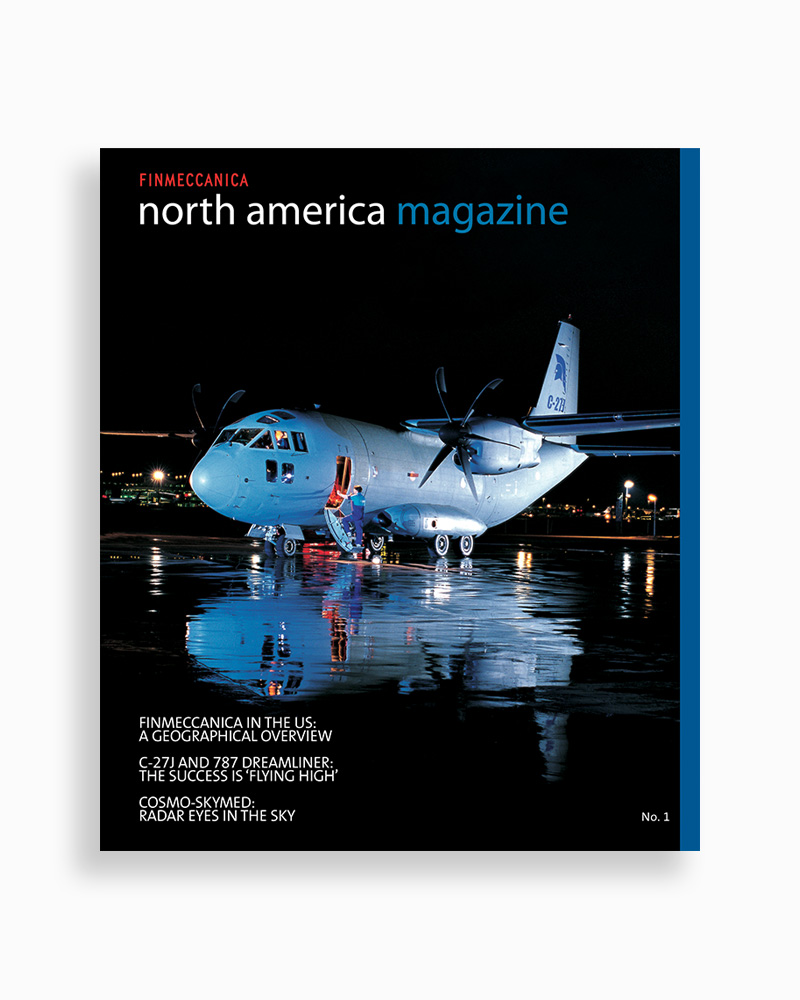 FINMECCANICA
north america magazine
C-27J
FINMECCANICA IN THE US:
A GEOGRAPHICAL OVERVIEW
C-27J AND 787 DREAMLINER:
THE SUCCESS IS ‘FLYING HIGH’
COSMO-SKYMED:
RADAR EYES IN THE SKY
No. 1